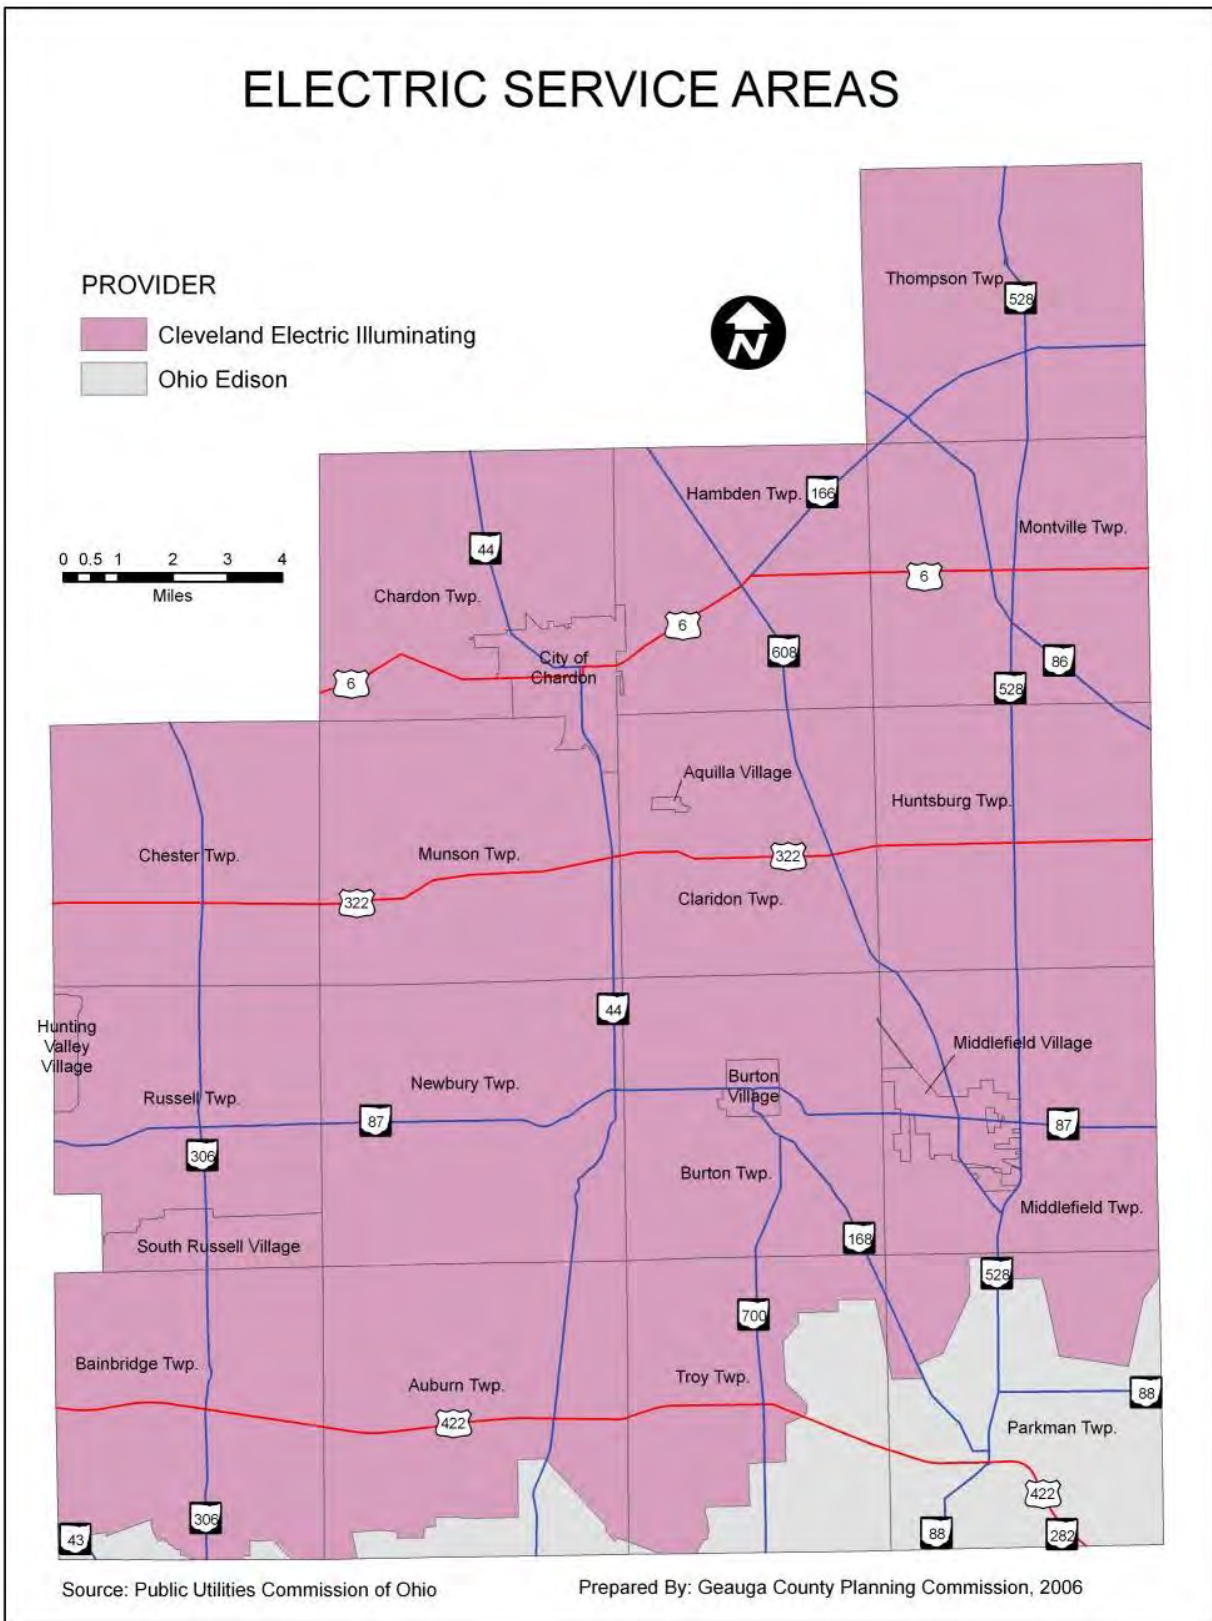 ELECTRIC SERVICE AREAS
PROVIDER
Cleveland Electric Illuminating
Ohio Edison
N
0 0.5 1 2 3 4
Miles
Thompson Twp.
528
Hambden Twp.
166
Montville Twp.
44
6
Chardon Twp.
6
608
City of
Chardon
86
6
528
Aquilla Village
Huntsburg Twp.
Chester Twp.
Munson Twp.
322
322
Claridon Twp.
44
Hunting
Valley
Village
Middlefield Village
Russell Twp.
Newbury Twp.
Burton
Village
87
87
306
Burton Twp.
Middlefield Twp.
168
South Russell Village
528
700
Bainbridge Twp.
Auburn Twp.
Troy Twp.
88
422
Parkman Twp.
422
306
43
88
282
Source: Public Utilities Commission of Ohio
Prepared By: Geauga County Planning Commission, 2006